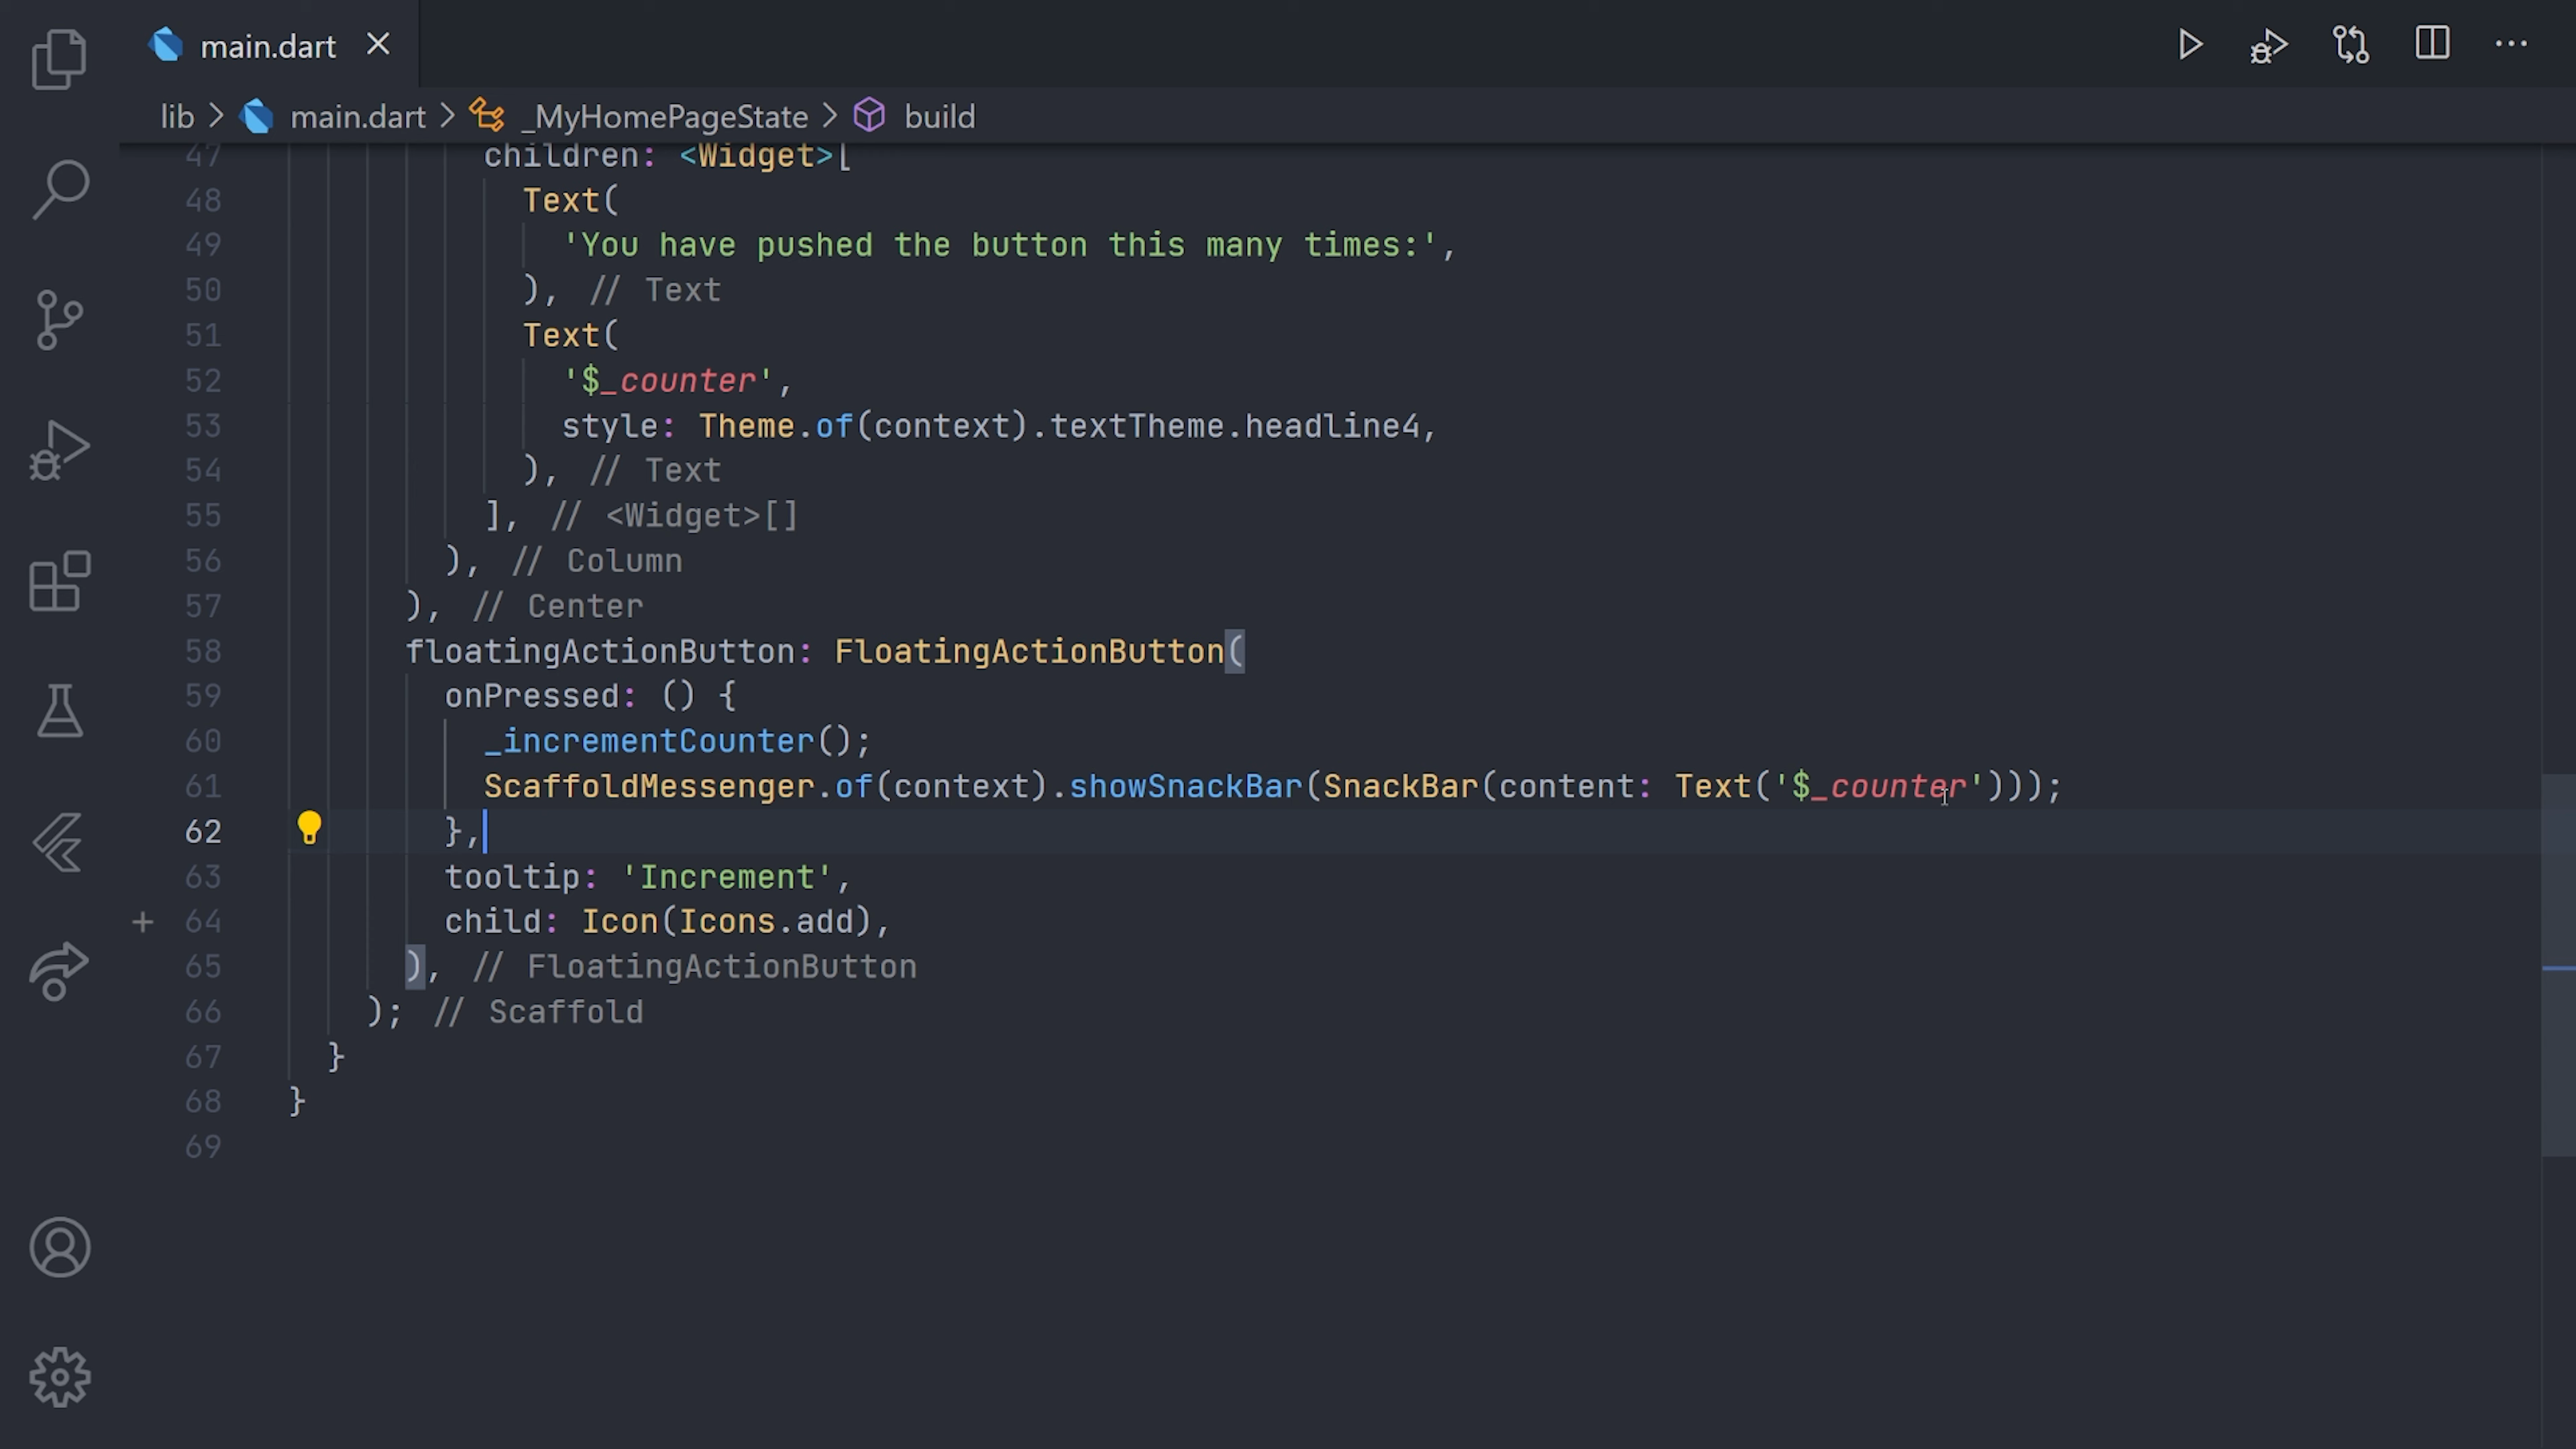 main.dart
lib > main.dart > _MyHomePageState > build
47 children: <Widget>[
48 Text(
49 'You have pushed the button this many times:',
50 ), // Text
51 Text(
52 '$_counter',
53 style: Theme.of(context).textTheme.headline4,
54 ), // Text
55 ], // <Widget>[]
56 ), // Column
57 ), // Center
58 floatingActionButton: FloatingActionButton(
59 onPressed: () {
60 _incrementCounter();
61 ScaffoldMessenger.of(context).showSnackBar(SnackBar(content: Text('$_counter')));
62 },
63 tooltip: 'Increment',
64 child: Icon(Icons.add),
65 ), // FloatingActionButton
66 ); // Scaffold
67 }
68 }
69